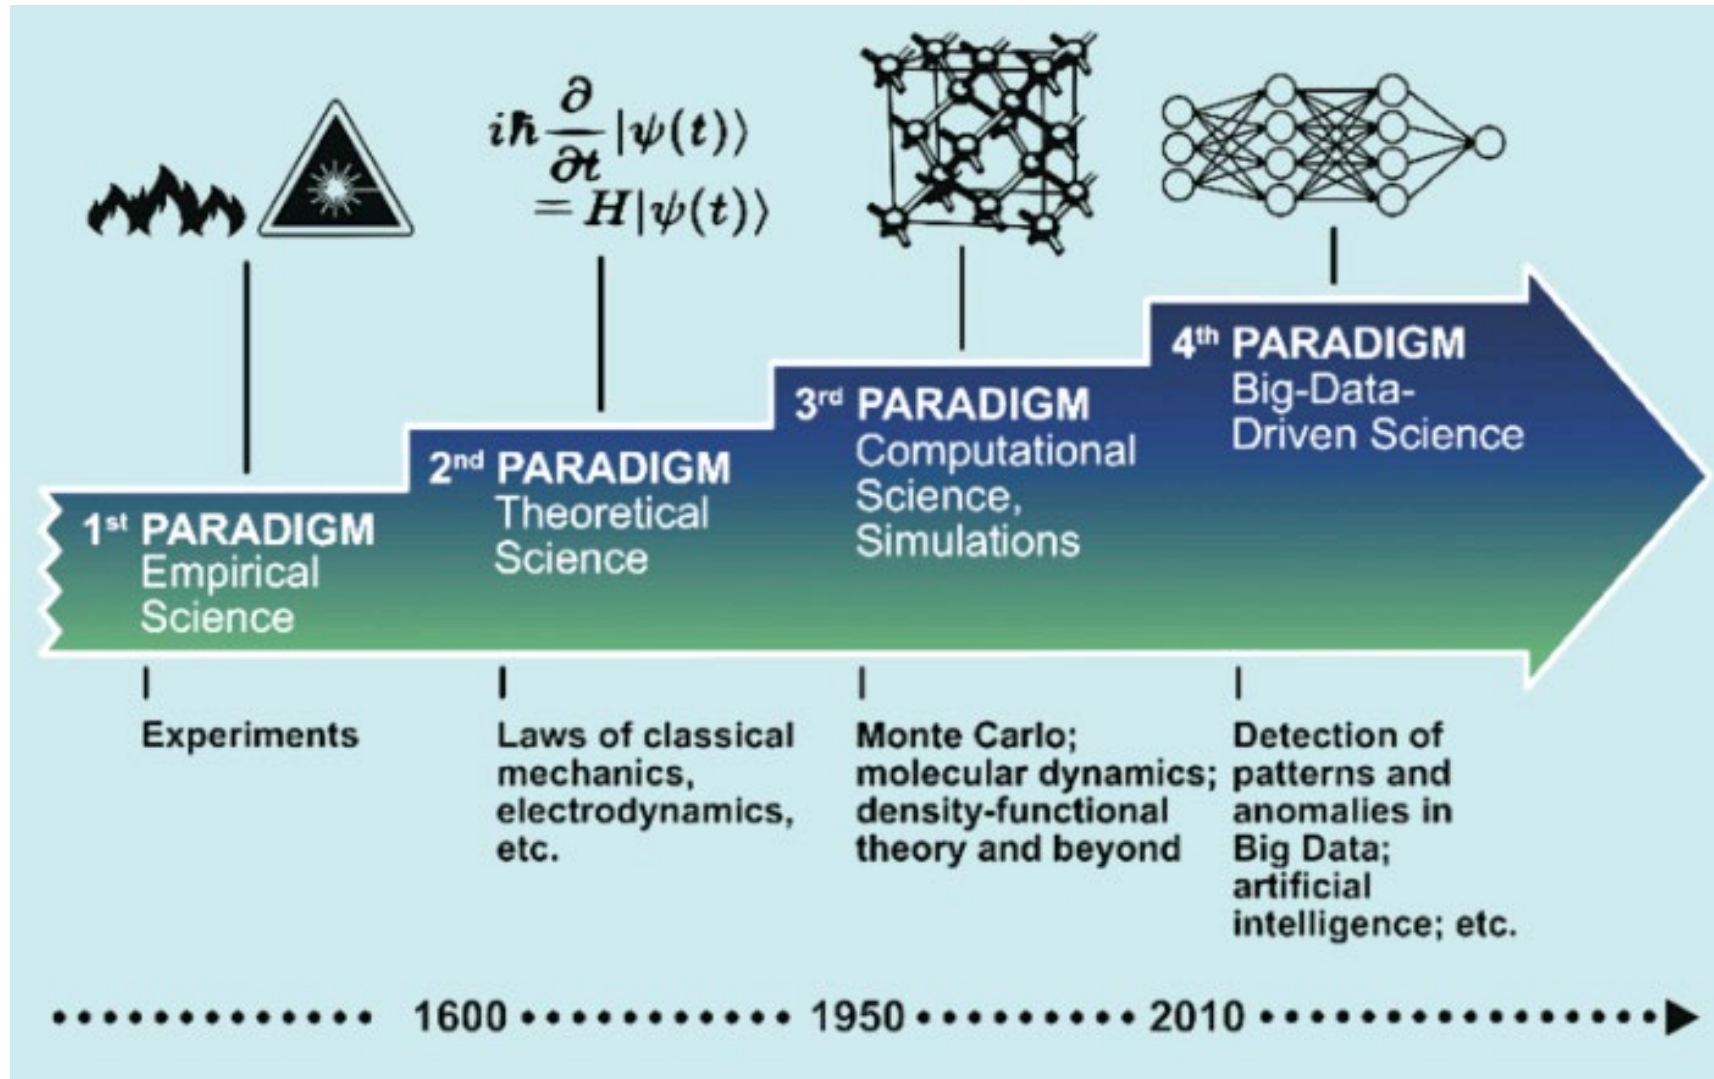 iħ ∂/∂t |ψ(t)⟩
= H|ψ(t)⟩
1st PARADIGM
Empirical
Science
2nd PARADIGM
Theoretical
Science
3rd PARADIGM
Computational
Science,
Simulations
4th PARADIGM
Big-Data-
Driven Science
Experiments
Laws of classical
mechanics,
electrodynamics,
etc.
Monte Carlo;
molecular dynamics;
density-functional
theory and beyond
Detection of
patterns and
anomalies in
Big Data;
artificial
intelligence; etc.
1600 1950 2010